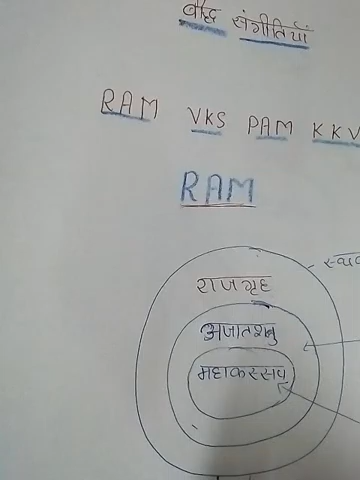 बौद्ध संगीतियां
RAM VKS PAM KKV
RAM
राजगृह
अजातशत्रु
महाकस्सप